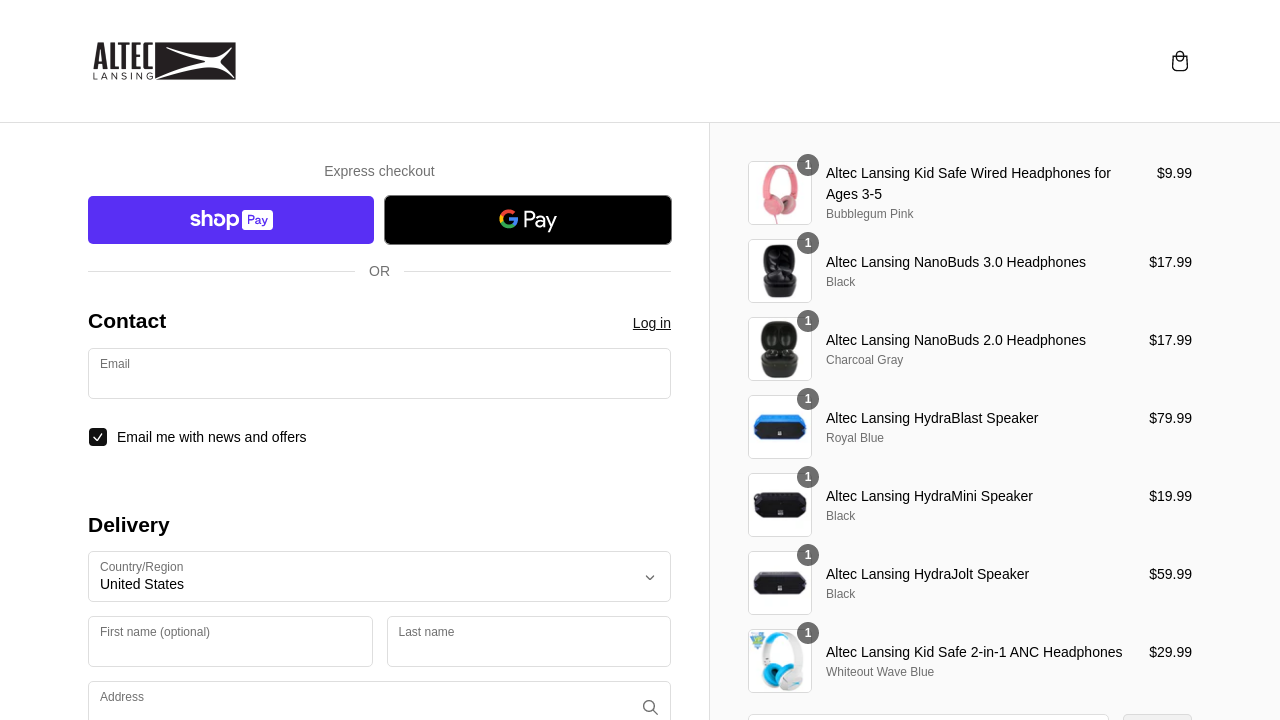 ALTEC
LANSING
Express checkout
shop Pay
G Pay
OR
Contact
Log in
Email
Email me with news and offers
Delivery
Country/Region
United States
First name (optional)
Last name
Address
1
Altec Lansing Kid Safe Wired Headphones for
Ages 3-5
Bubblegum Pink
$9.99
1
Altec Lansing NanoBuds 3.0 Headphones
Black
$17.99
1
Altec Lansing NanoBuds 2.0 Headphones
Charcoal Gray
$17.99
1
Altec Lansing HydraBlast Speaker
Royal Blue
$79.99
1
Altec Lansing HydraMini Speaker
Black
$19.99
1
Altec Lansing HydraJolt Speaker
Black
$59.99
1
Altec Lansing Kid Safe 2-in-1 ANC Headphones
Whiteout Wave Blue
$29.99